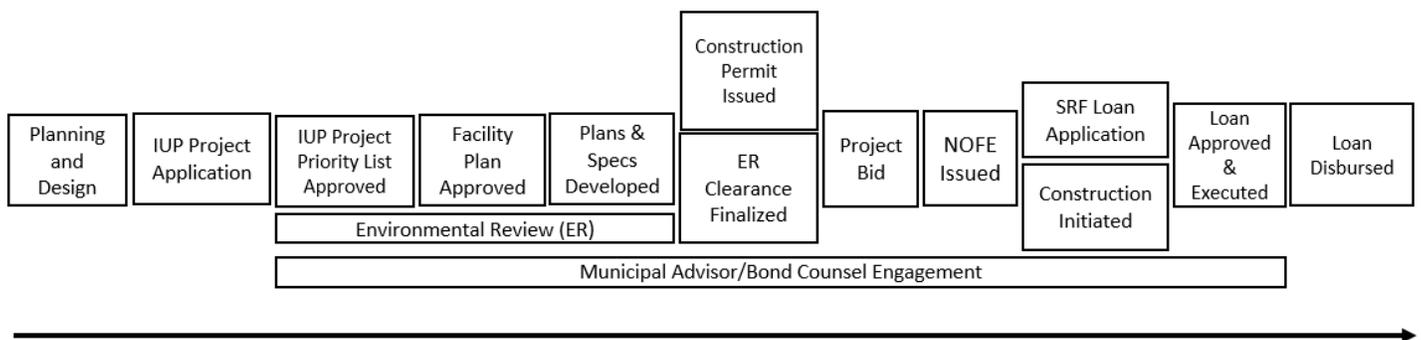 Planning
and
Design
IUP Project
Application
IUP Project
Priority List
Approved
Facility
Plan
Approved
Plans &
Specs
Developed
Construction
Permit
Issued
ER
Clearance
Finalized
Project
Bid
NOFE
Issued
SRF Loan
Application
Construction
Initiated
Loan
Approved
&
Executed
Loan
Disbursed
Environmental Review (ER)
Municipal Advisor/Bond Counsel Engagement